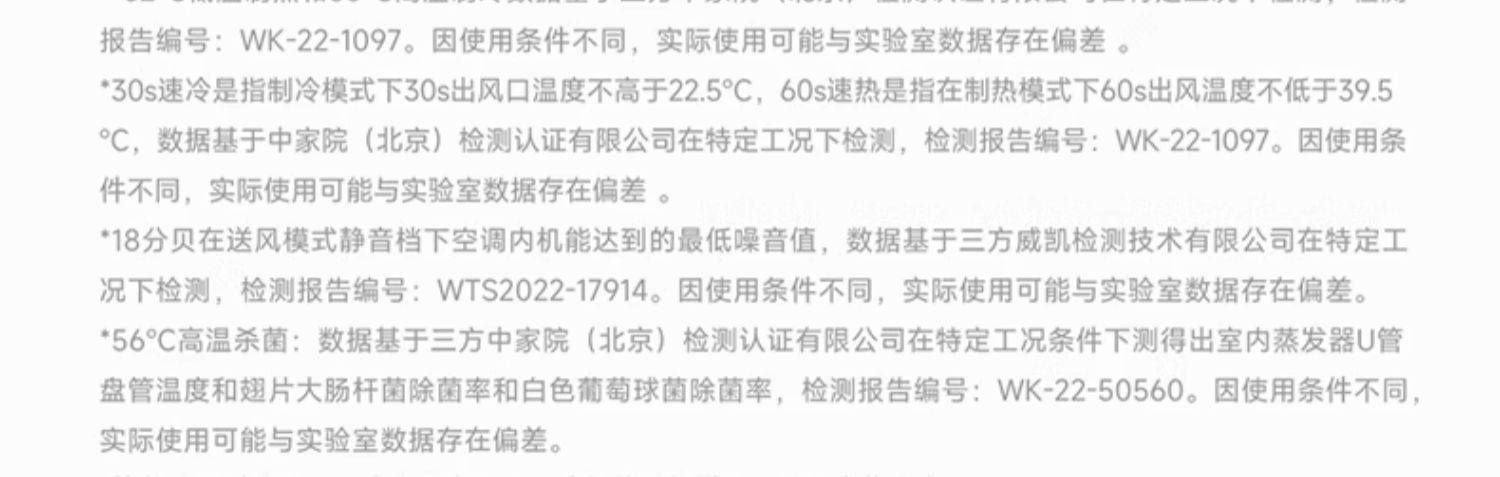 报告编号：WK-22-1097。因使用条件不同，实际使用可能与实验室数据存在偏差 。
*30s速冷是指制冷模式下30s出风口温度不高于22.5℃，60s速热是指在制热模式下60s出风温度不低于39.5
℃，数据基于中家院（北京）检测认证有限公司在特定工况下检测，检测报告编号：WK-22-1097。因使用条
件不同，实际使用可能与实验室数据存在偏差 。
*18分贝在送风模式静音档下空调内机能达到的最低噪音值，数据基于三方威凯检测技术有限公司在特定工
况下检测，检测报告编号：WTS2022-17914。因使用条件不同，实际使用可能与实验室数据存在偏差。
*56℃高温杀菌：数据基于三方中家院（北京）检测认证有限公司在特定工况条件下测得出室内蒸发器U管
盘管温度和翅片大肠杆菌除菌率和白色葡萄球菌除菌率，检测报告编号：WK-22-50560。因使用条件不同，
实际使用可能与实验室数据存在偏差。